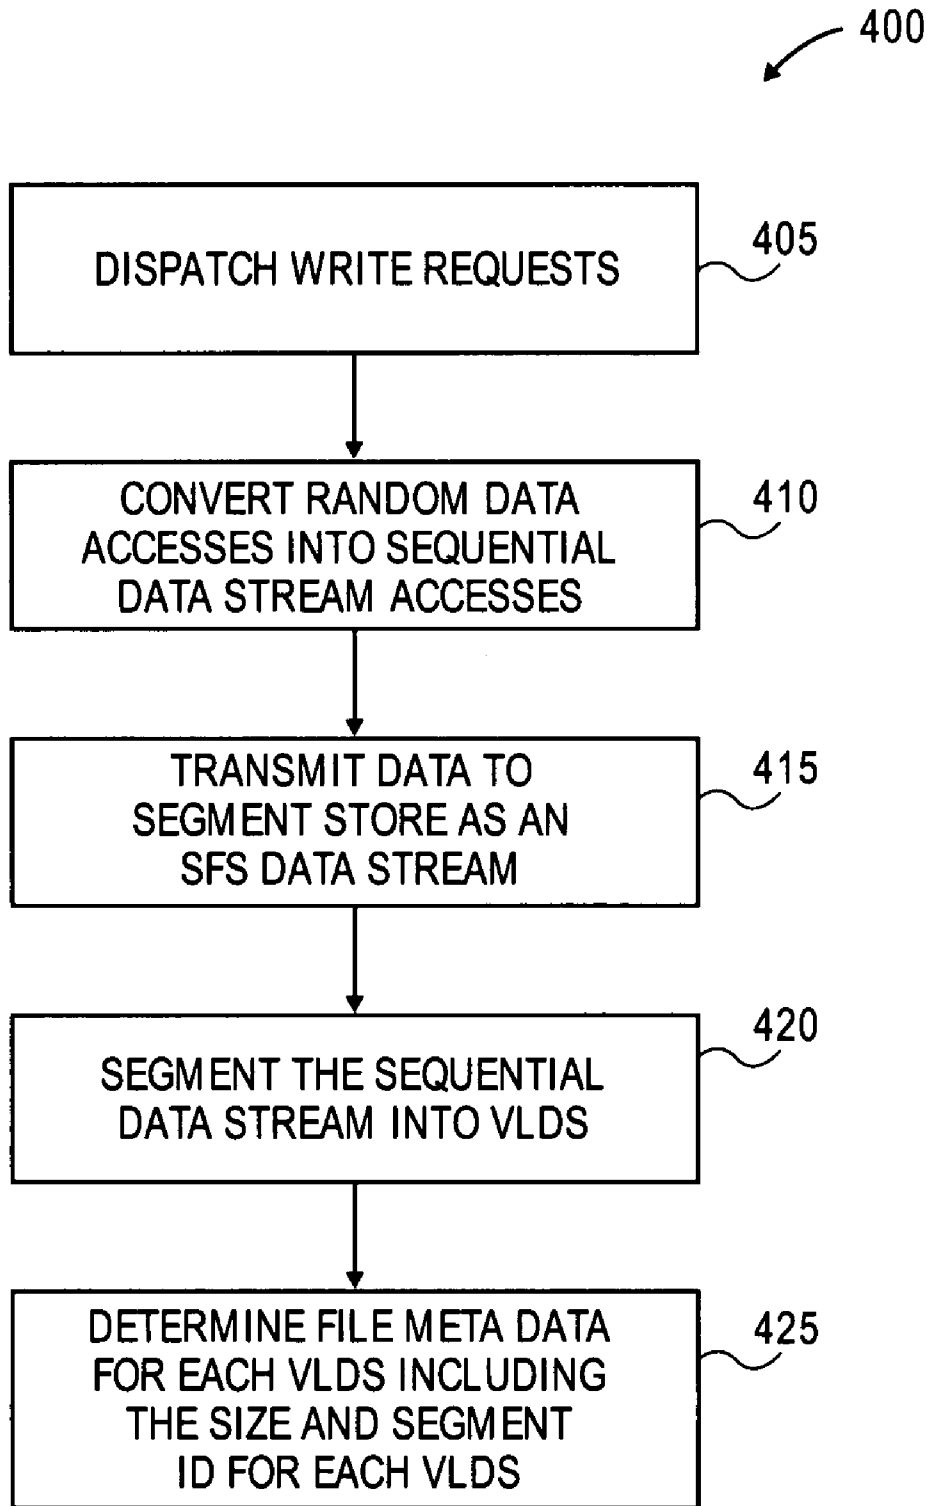 400
DISPATCH WRITE REQUESTS
405
CONVERT RANDOM DATA
ACCESSES INTO SEQUENTIAL
DATA STREAM ACCESSES
410
TRANSMIT DATA TO
SEGMENT STORE AS AN
SFS DATA STREAM
415
SEGMENT THE SEQUENTIAL
DATA STREAM INTO VLDS
420
DETERMINE FILE META DATA
FOR EACH VLDS INCLUDING
THE SIZE AND SEGMENT
ID FOR EACH VLDS
425